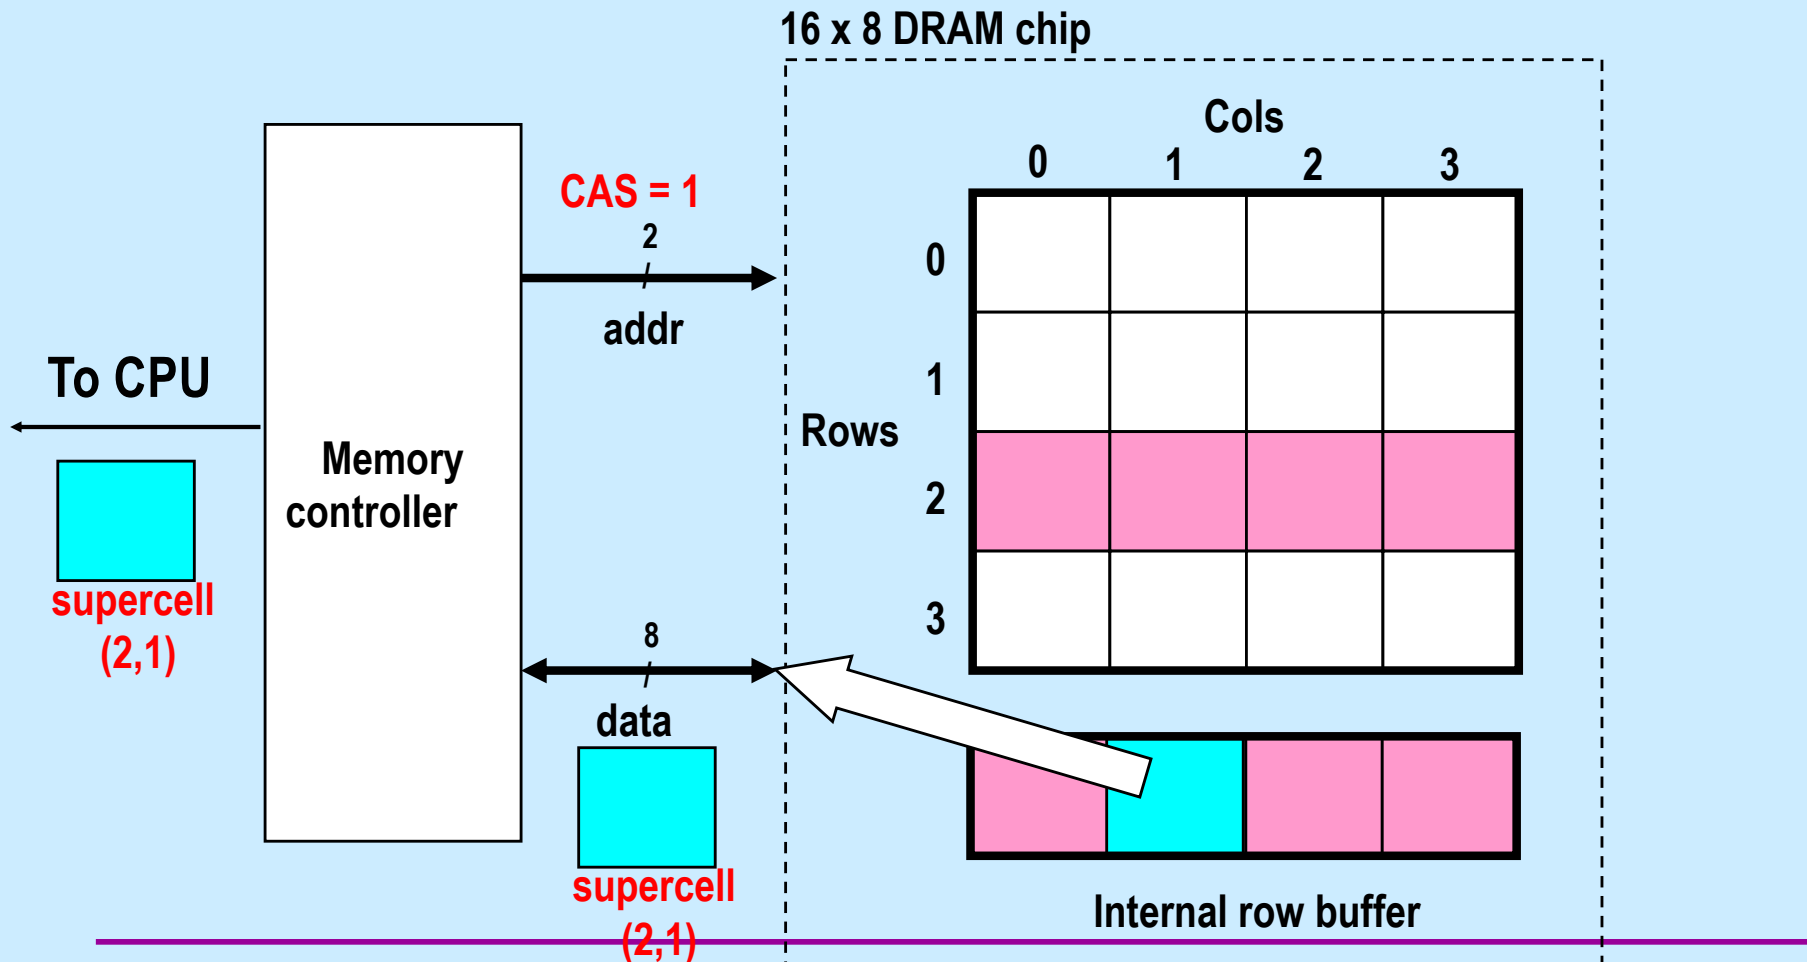 16 x 8 DRAM chip
Cols
0 1 2 3
CAS = 1
2
addr
0
1
Rows
2
3
To CPU
Memory
controller
supercell
(2,1)
8
data
supercell
(2,1)
Internal row buffer